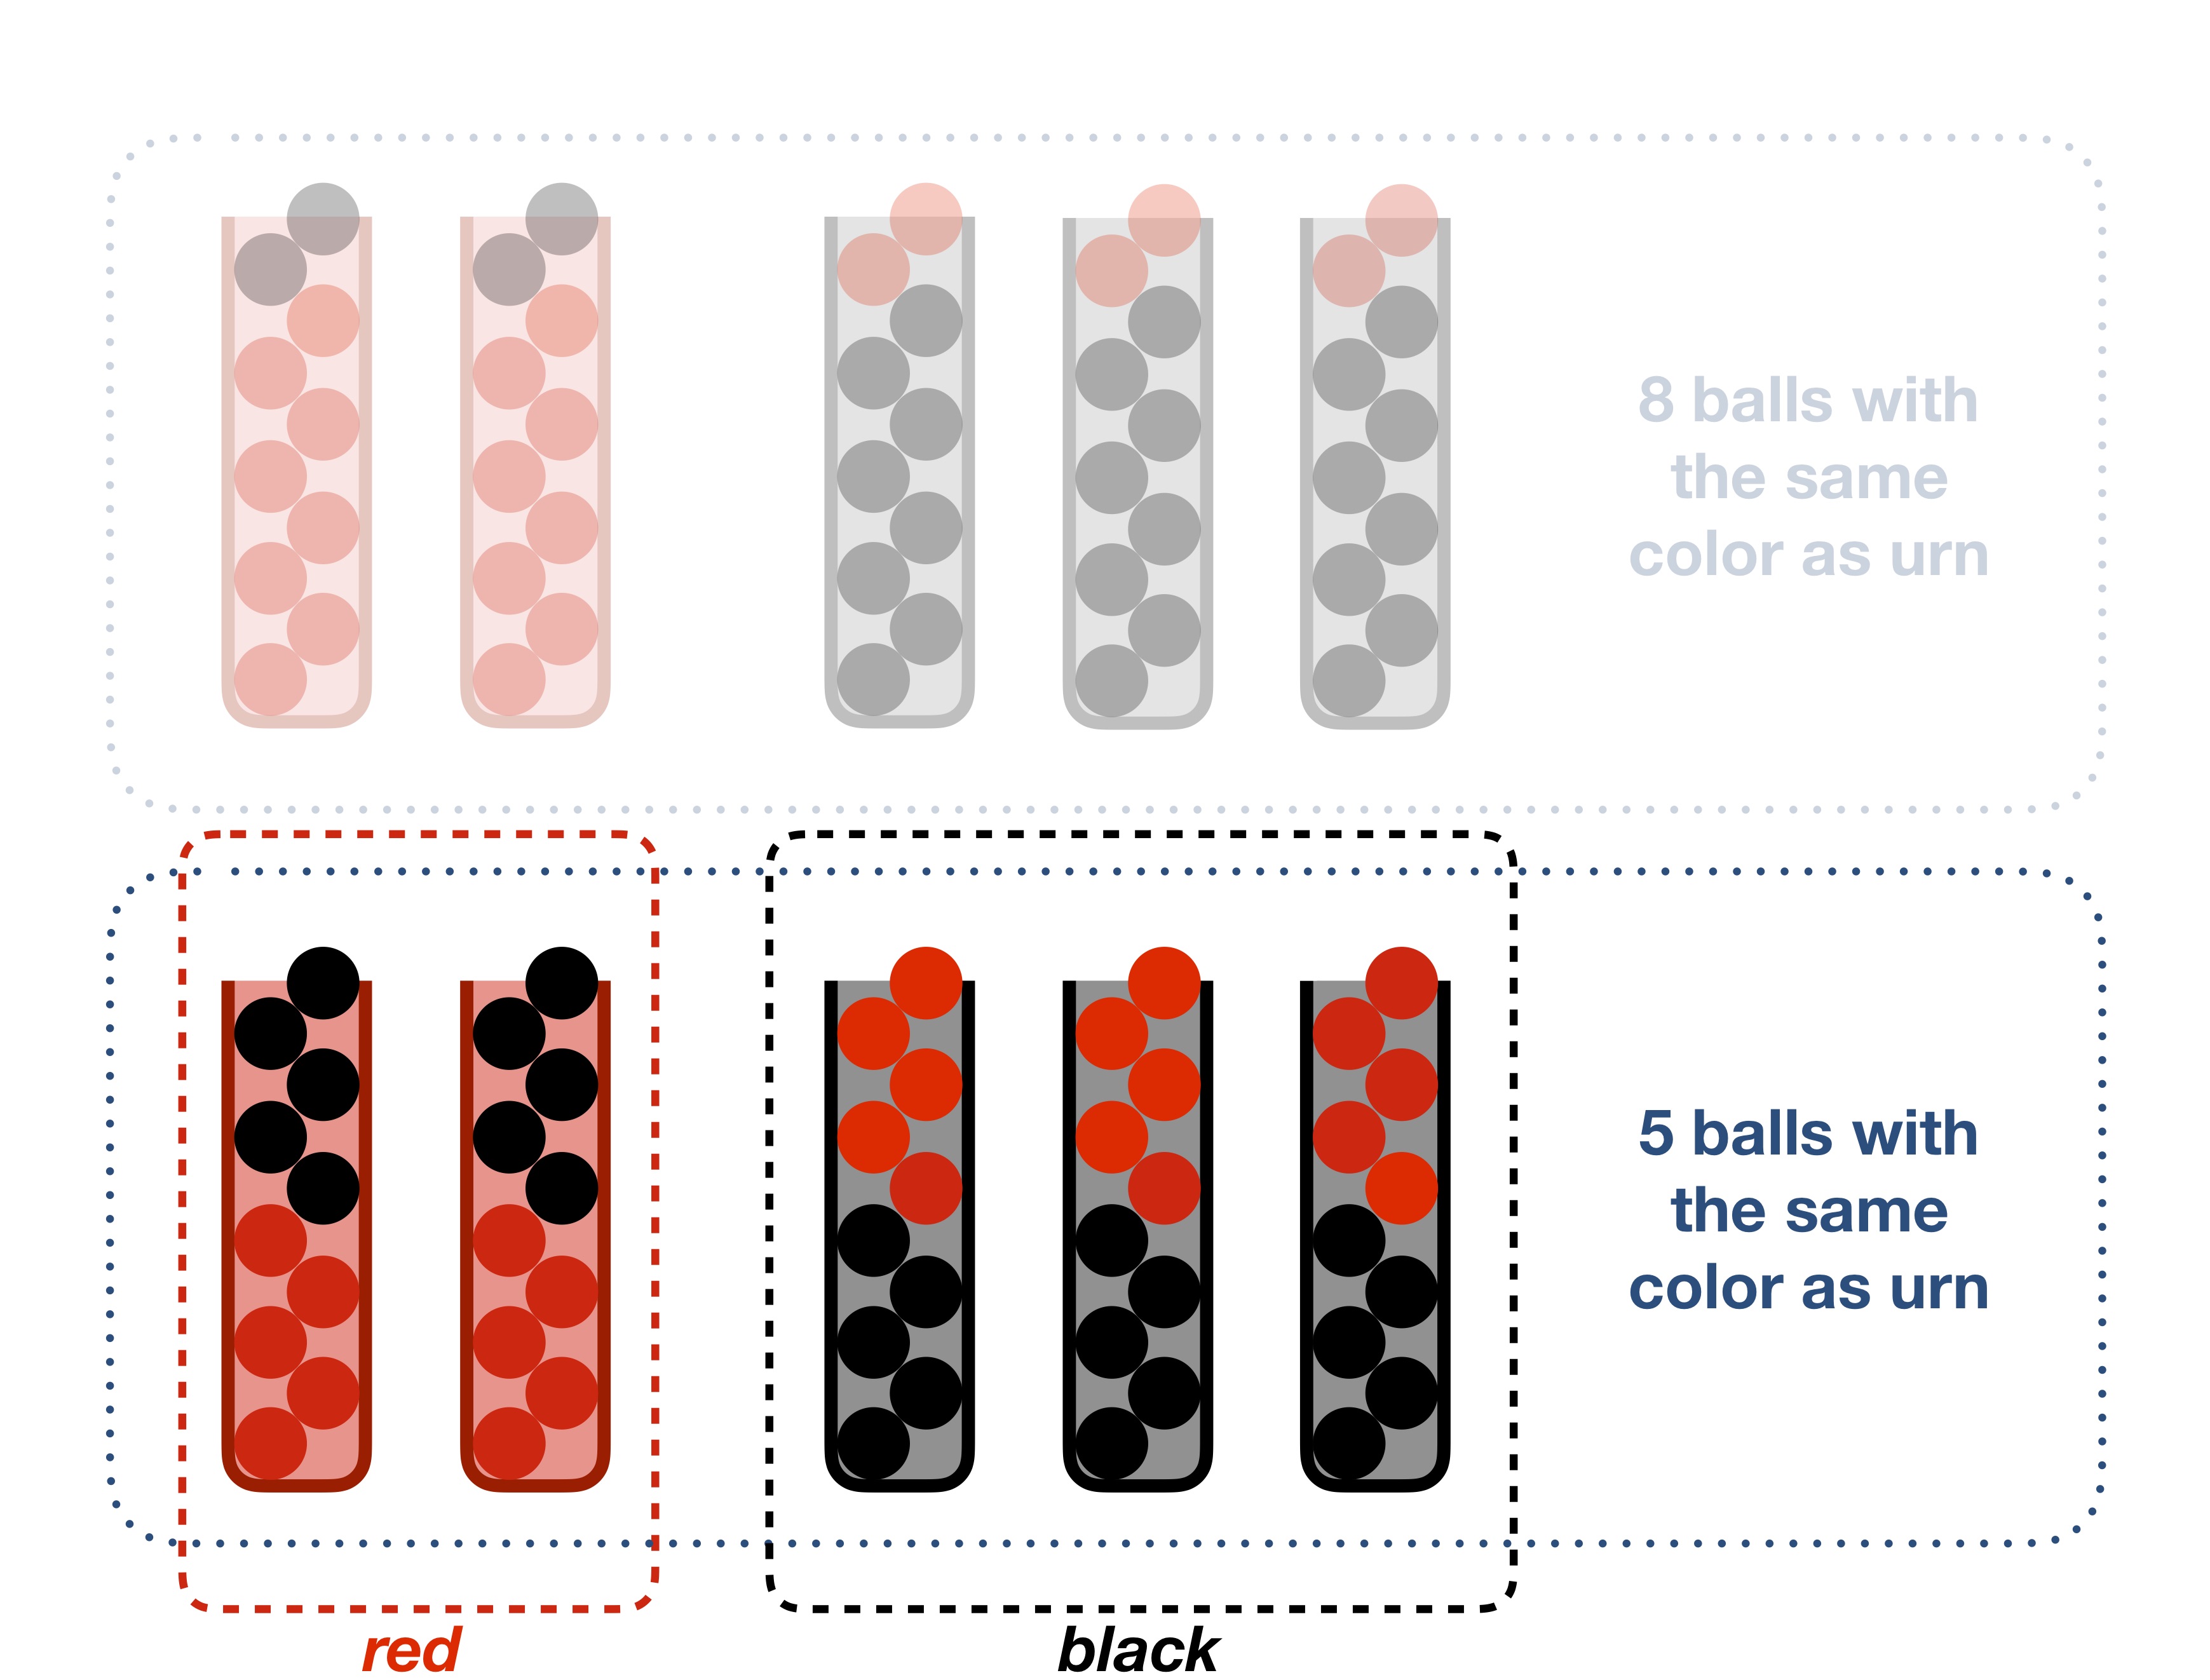 8 balls with
the same
color as urn
5 balls with
the same
color as urn
red
black